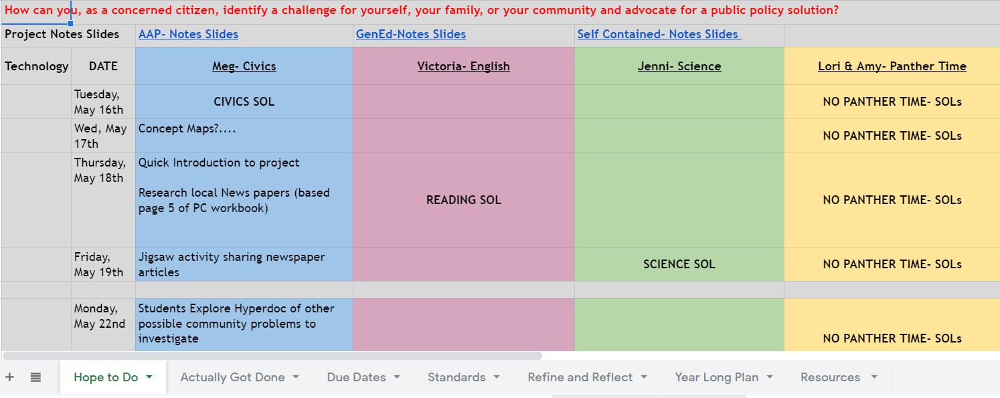 How can you, as a concerned citizen, identify a challenge for yourself, your family, or your community and advocate for a public policy solution?
Project Notes Slides
AAP- Notes Slides
GenEd-Notes Slides
Self Contained- Notes Slides
Technology
DATE
Meg- Civics
Victoria- English
Jenni- Science
Lori & Amy- Panther Time
Tuesday,
May 16th
CIVICS SOL
NO PANTHER TIME- SOLs
Wed, May
17th
Concept Maps?....
NO PANTHER TIME- SOLs
Thursday,
May 18th
Quick Introduction to project
Research local News papers (based
page 5 of PC workbook)
READING SOL
NO PANTHER TIME- SOLs
Friday,
May 19th
Jigsaw activity sharing newspaper
articles
SCIENCE SOL
NO PANTHER TIME- SOLs
Monday,
May 22nd
Students Explore Hyperdoc of other
possible community problems to
investigate
NO PANTHER TIME- SOLs
Hope to Do
Actually Got Done
Due Dates
Standards
Refine and Reflect
Year Long Plan
Resources